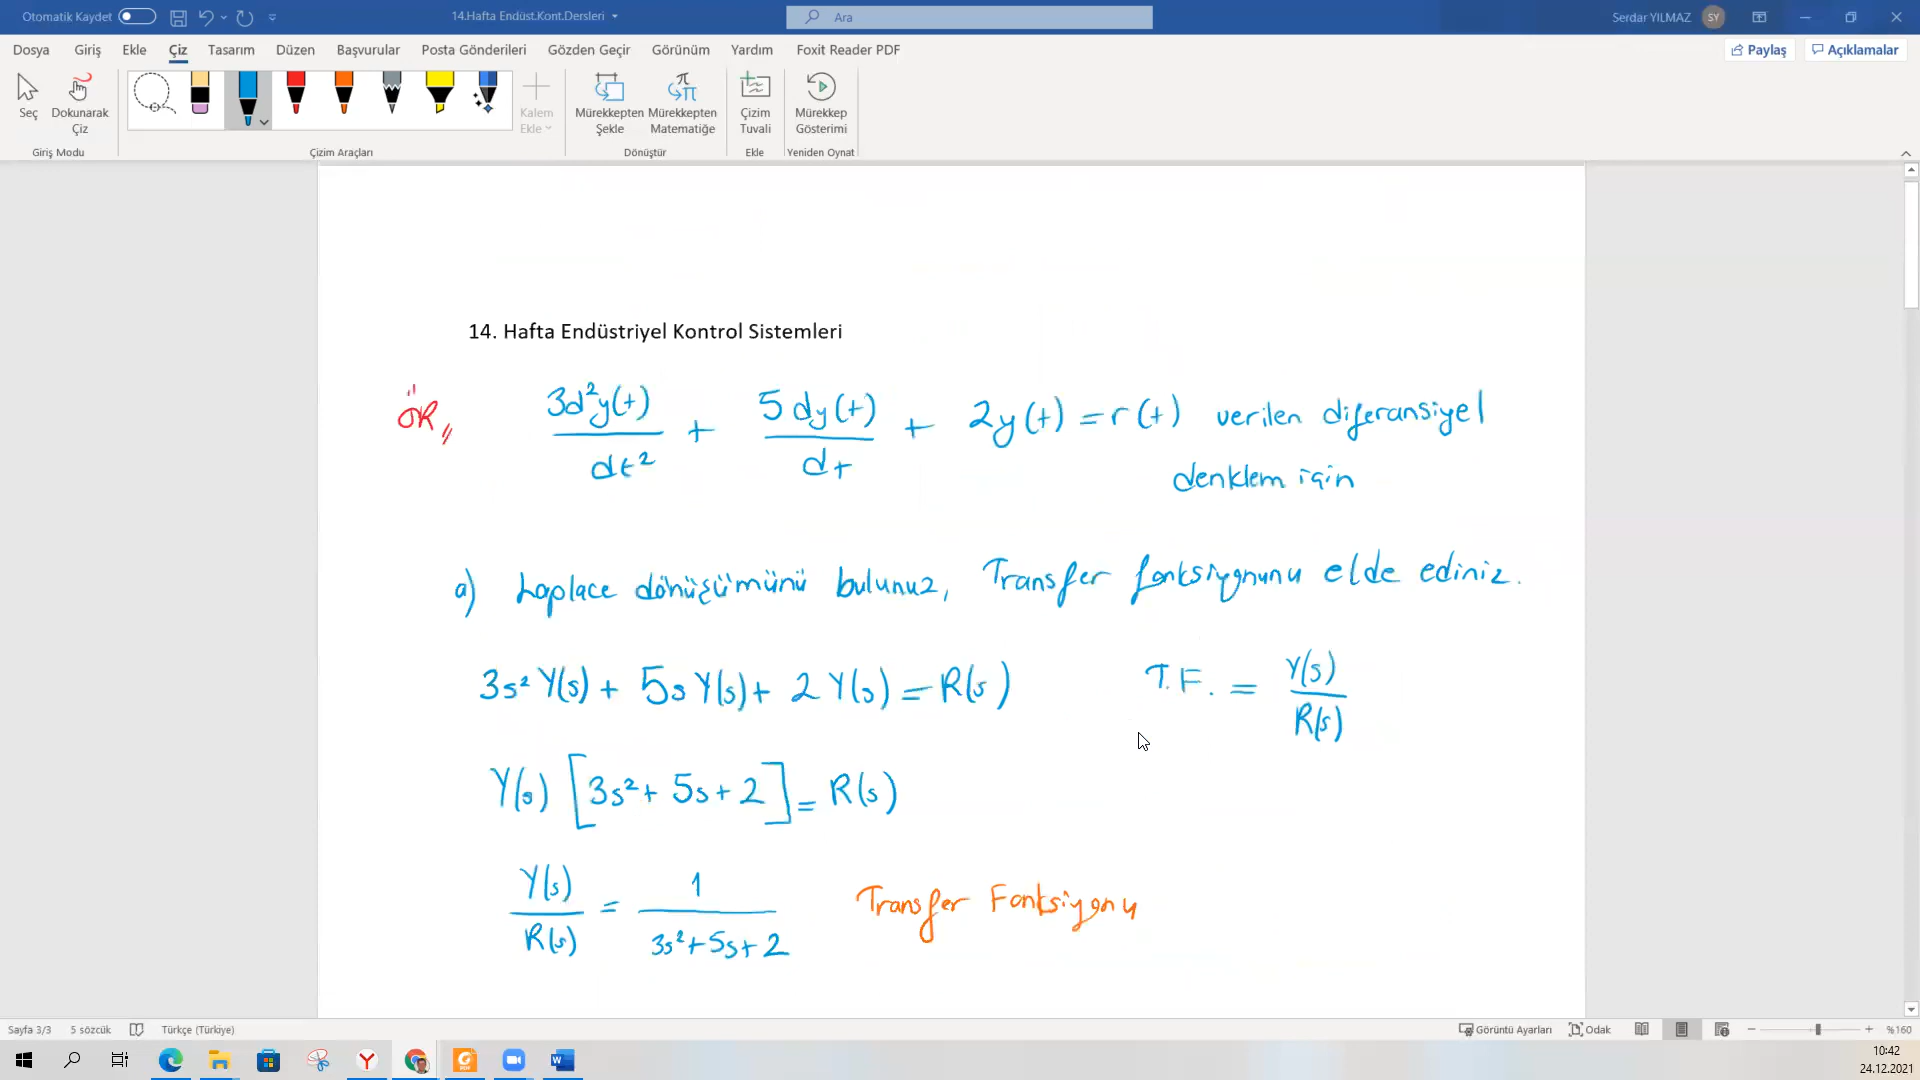 Otomatik Kaydet
14.Hafta Endüst.Kont.Dersleri
Ara
Serdar YILMAZ SY
Dosya Giriş Ekle Çiz Tasarım Düzen Başvurular Posta Gönderileri Gözden Geçir Görünüm Yardım Foxit Reader PDF
Paylaş Açıklamalar
Seç
Dokunarak Çiz
Kalem Ekle
Mürekkepten Şekle
Mürekkepten Matematiğe
Çizim Tuvali
Mürekkep Gösterimi
Giriş Modu Çizim Araçları Dönüştür Ekle Yeniden Oynat
14. Hafta Endüstriyel Kontrol Sistemleri
ÖR,, 3d²y(t)/dt² + 5dy(t)/dt + 2y(t) = r(t) verilen diferansiyel
denklem için
a) Laplace dönüşümünü bulunuz, Transfer fonksiyonunu elde ediniz.
3s² Y(s) + 5s Y(s) + 2 Y(s) = R(s) T.F. = Y(s)/R(s)
Y(s) [3s² + 5s + 2] = R(s)
Y(s)/R(s) = 1/3s²+5s+2 Transfer Fonksiyonu
Sayfa 3/3 5 sözcük Türkçe (Türkiye) Görüntü Ayarları Odak %160
10:42
24.12.2021